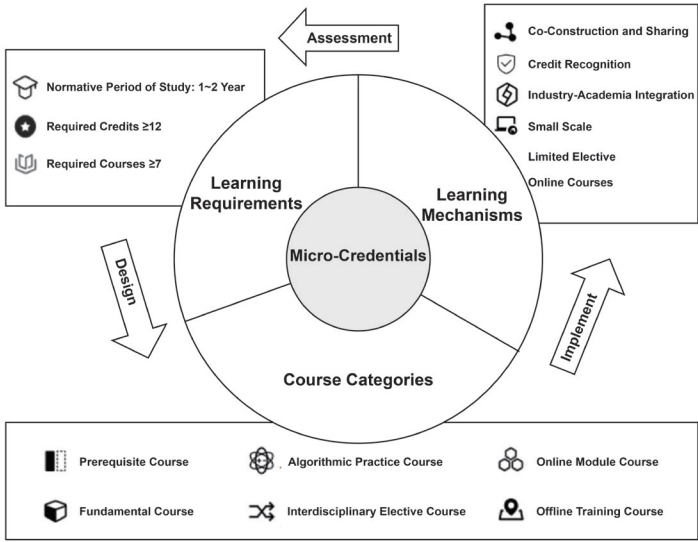 Assessment
Co-Construction and Sharing
Credit Recognition
Industry-Academia Integration
Small Scale
Limited Elective
Online Courses
Normative Period of Study: 1~2 Year
Required Credits ≥12
Required Courses ≥7
Learning
Requirements
Learning
Mechanisms
Micro-Credentials
Design
Implement
Course Categories
Prerequisite Course
Algorithmic Practice Course
Online Module Course
Fundamental Course
Interdisciplinary Elective Course
Offline Training Course